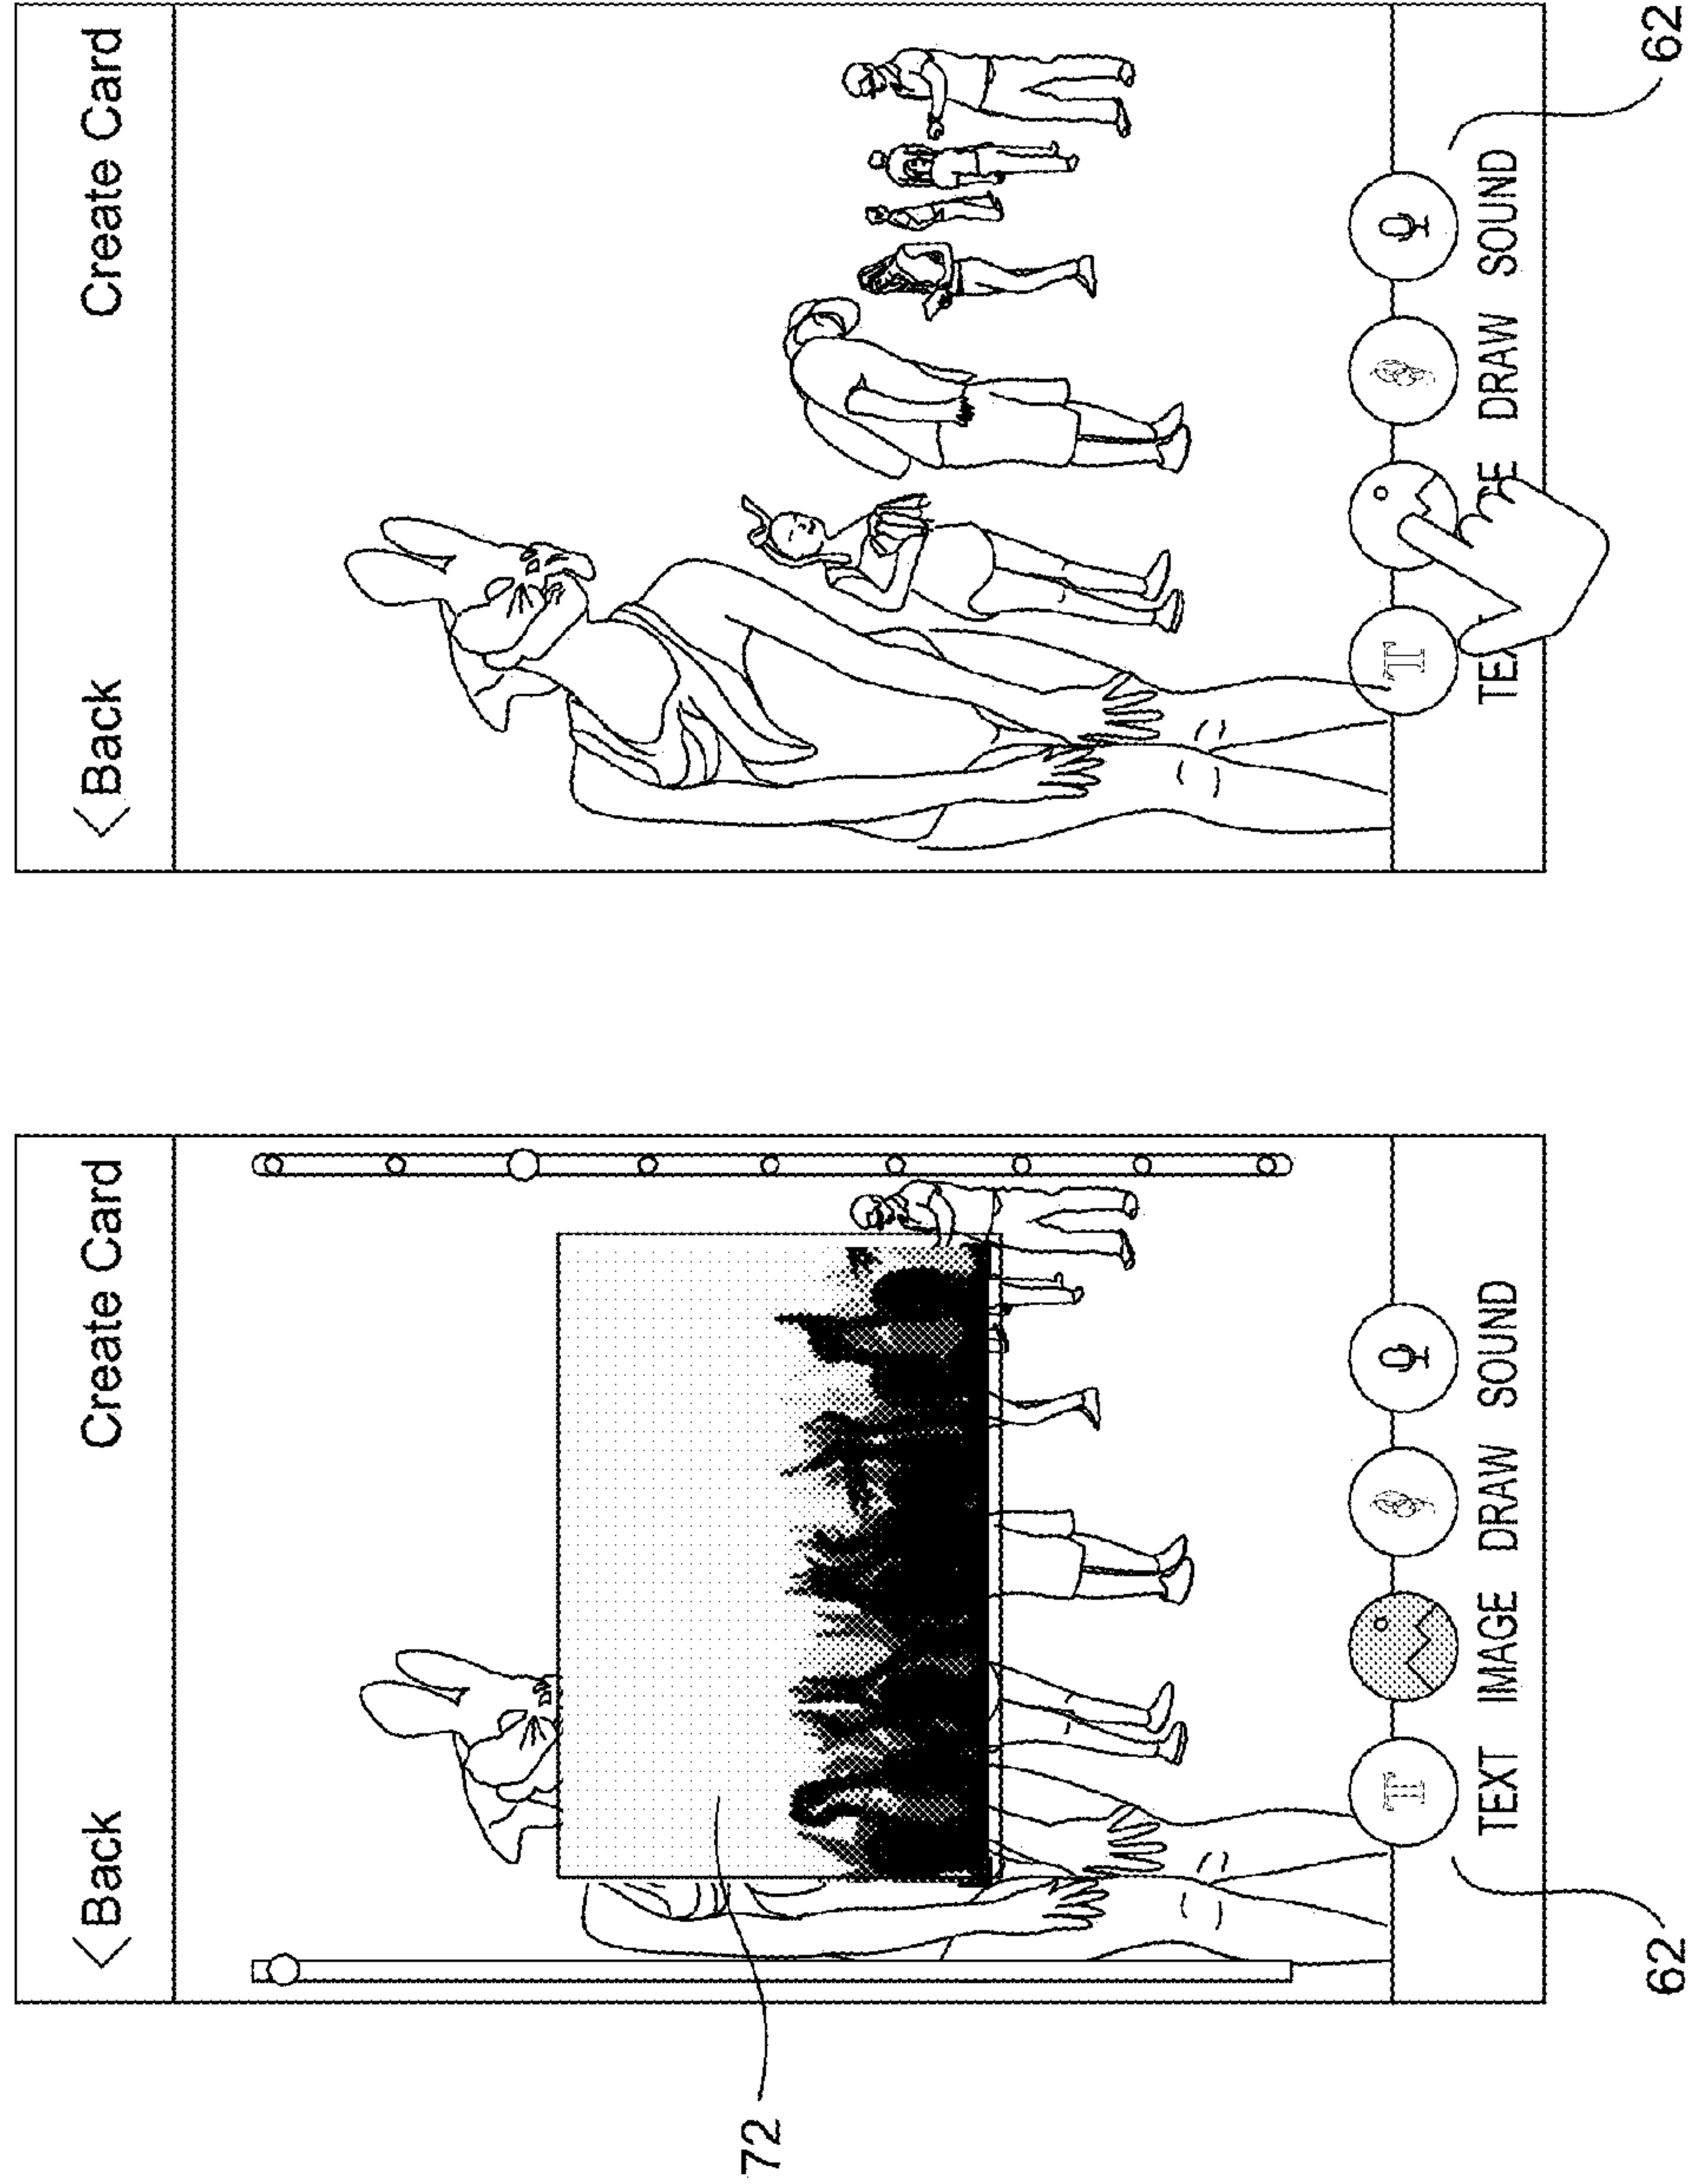 <Back Create Card
72
T
TEXT IMAGE DRAW SOUND
62
<Back Create Card
T
DRAW SOUND
62